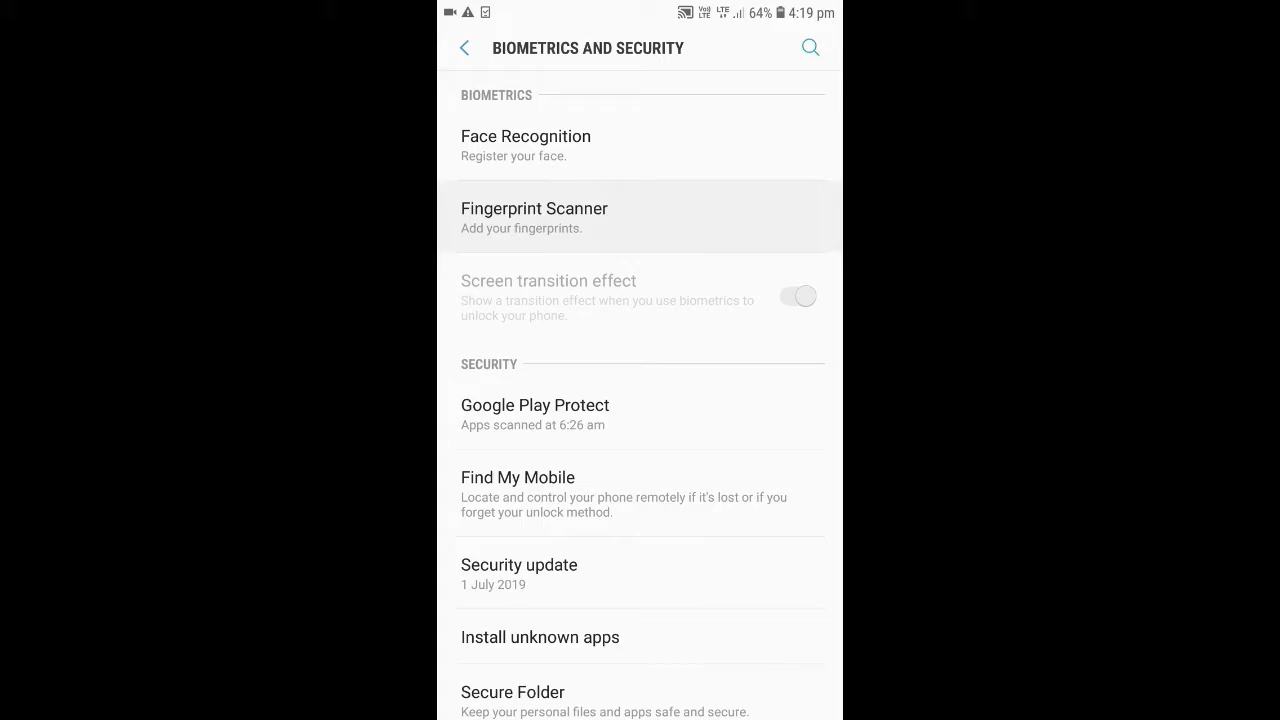 Vo) LTE LTE 64% 4:19 pm
BIOMETRICS AND SECURITY
BIOMETRICS
Face Recognition
Register your face.
Fingerprint Scanner
Add your fingerprints.
Screen transition effect
Show a transition effect when you use biometrics to
unlock your phone.
SECURITY
Google Play Protect
Apps scanned at 6:26 am
Find My Mobile
Locate and control your phone remotely if it's lost or if you
forget your unlock method.
Security update
1 July 2019
Install unknown apps
Secure Folder
Keep your personal files and apps safe and secure.